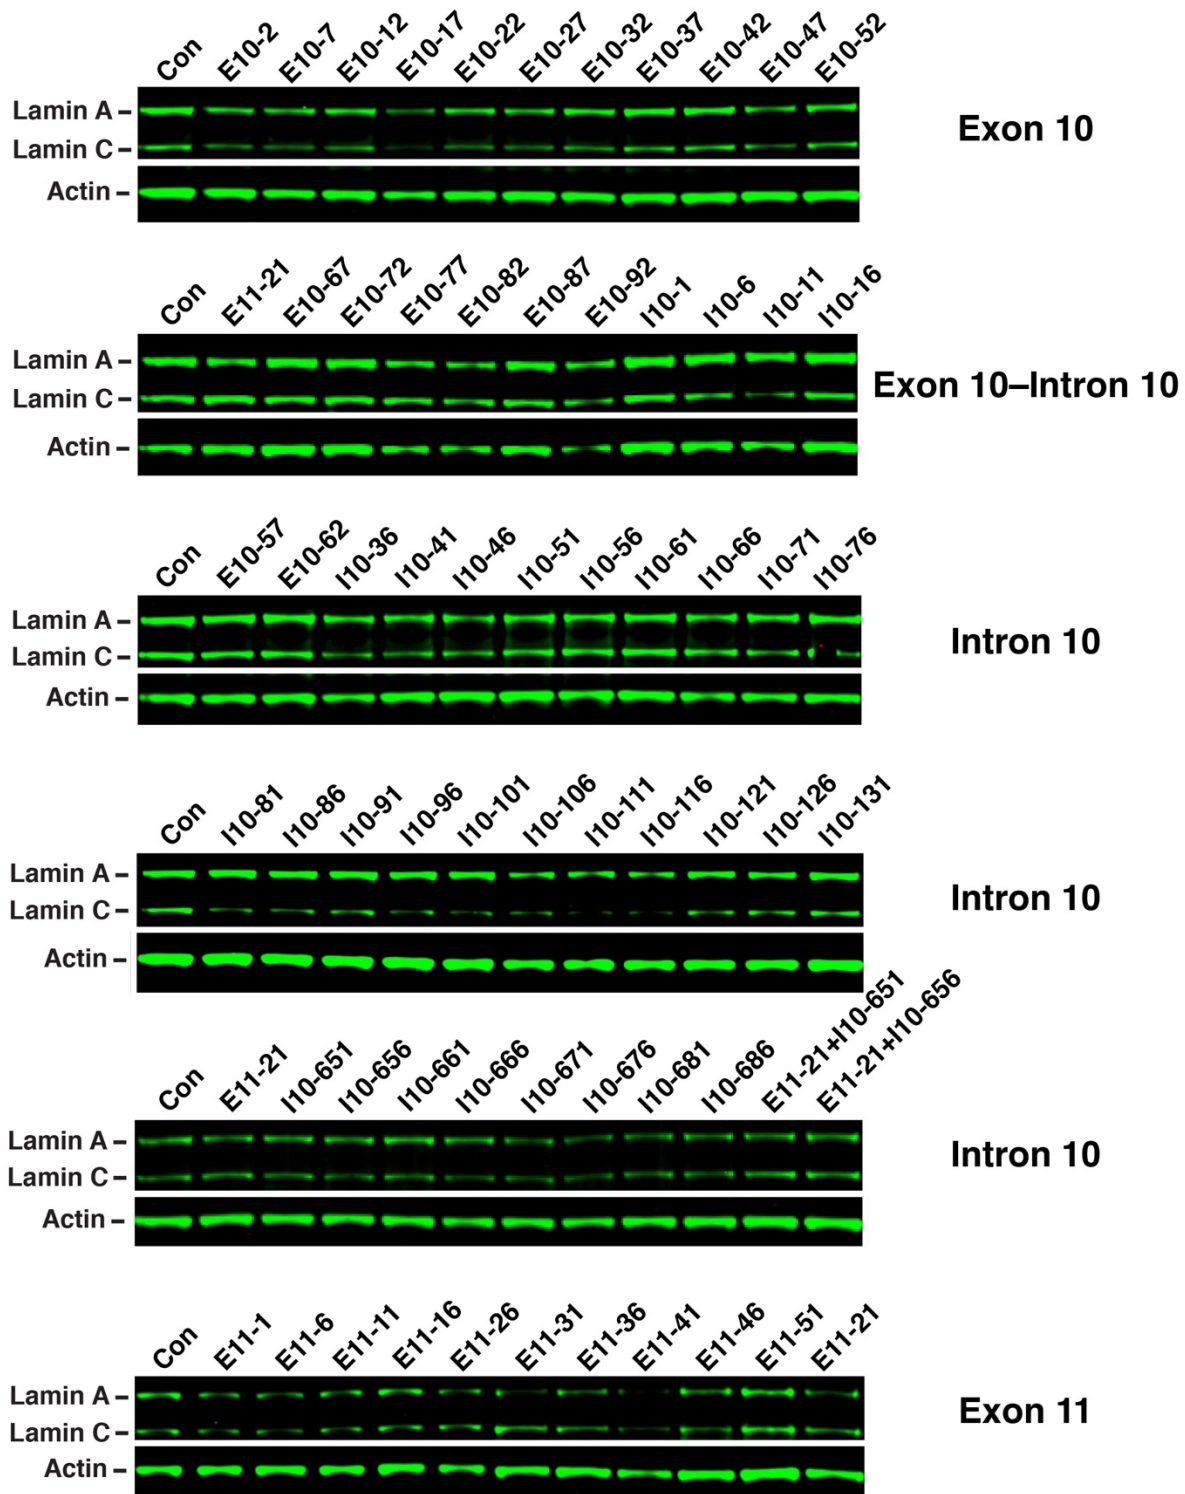 Con E10-2 E10-7 E10-12 E10-17 E10-22 E10-27 E10-32 E10-37 E10-42 E10-47 E10-52
Lamin A –
Exon 10
Lamin C –
Actin –
Con E11-21 E10-67 E10-72 E10-77 E10-82 E10-87 E10-92 I10-1 I10-6 I10-11 I10-16
Lamin A –
Exon 10–Intron 10
Lamin C –
Actin –
Con E10-57 E10-62 I10-36 I10-41 I10-46 I10-51 I10-56 I10-61 I10-66 I10-71 I10-76
Lamin A –
Intron 10
Lamin C –
Actin –
Con I10-81 I10-86 I10-91 I10-96 I10-101 I10-106 I10-111 I10-116 I10-121 I10-126 I10-131
Lamin A –
Intron 10
Lamin C –
Actin –
Con E11-21 I10-651 I10-656 I10-661 I10-666 I10-671 I10-676 I10-681 I10-686 E11-21+I10-651 E11-21+I10-656
Lamin A –
Intron 10
Lamin C –
Actin –
Con E11-1 E11-6 E11-11 E11-16 E11-26 E11-31 E11-36 E11-41 E11-46 E11-51 E11-21
Lamin A –
Exon 11
Lamin C –
Actin –